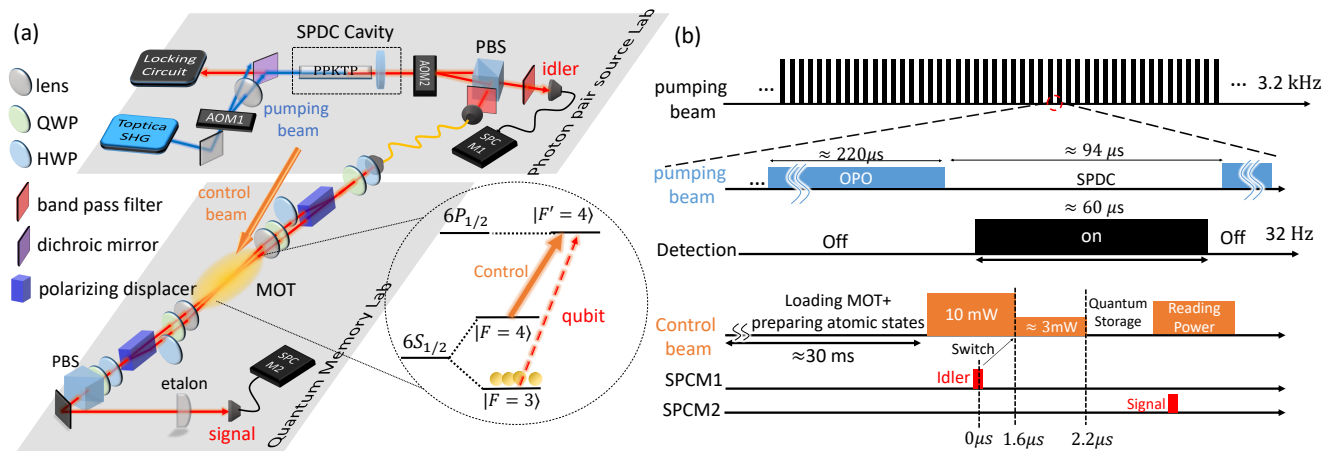 (a)
SPDC Cavity
PBS
Locking
Circuit
PPKTP
AOM2
idler
lens
QWP
HWP
AOM1
pumping
beam
Toptica
SHG
SPC
M1
Photon pair source Lab
band pass filter
dichroic mirror
polarizing displacer
control
beam
MOT
6P1/2
|F′ = 4⟩
Control
qubit
|F = 4⟩
6S1/2
|F = 3⟩
PBS
etalon
SPC
M2
signal
Quantum Memory Lab
(b)
pumping
beam
...
... 3.2 kHz
pumping
beam
...
≈ 220μs
OPO
≈ 94 μs
SPDC
≈ 60 μs
Detection
Off
on
Off
32 Hz
Control
beam
Loading MOT+
preparing atomic states
≈30 ms
10 mW
≈ 3mW
Quantum
Storage
Reading
Power
Switch
SPCM1
Idler
SPCM2
Signal
0μs
1.6μs
2.2μs